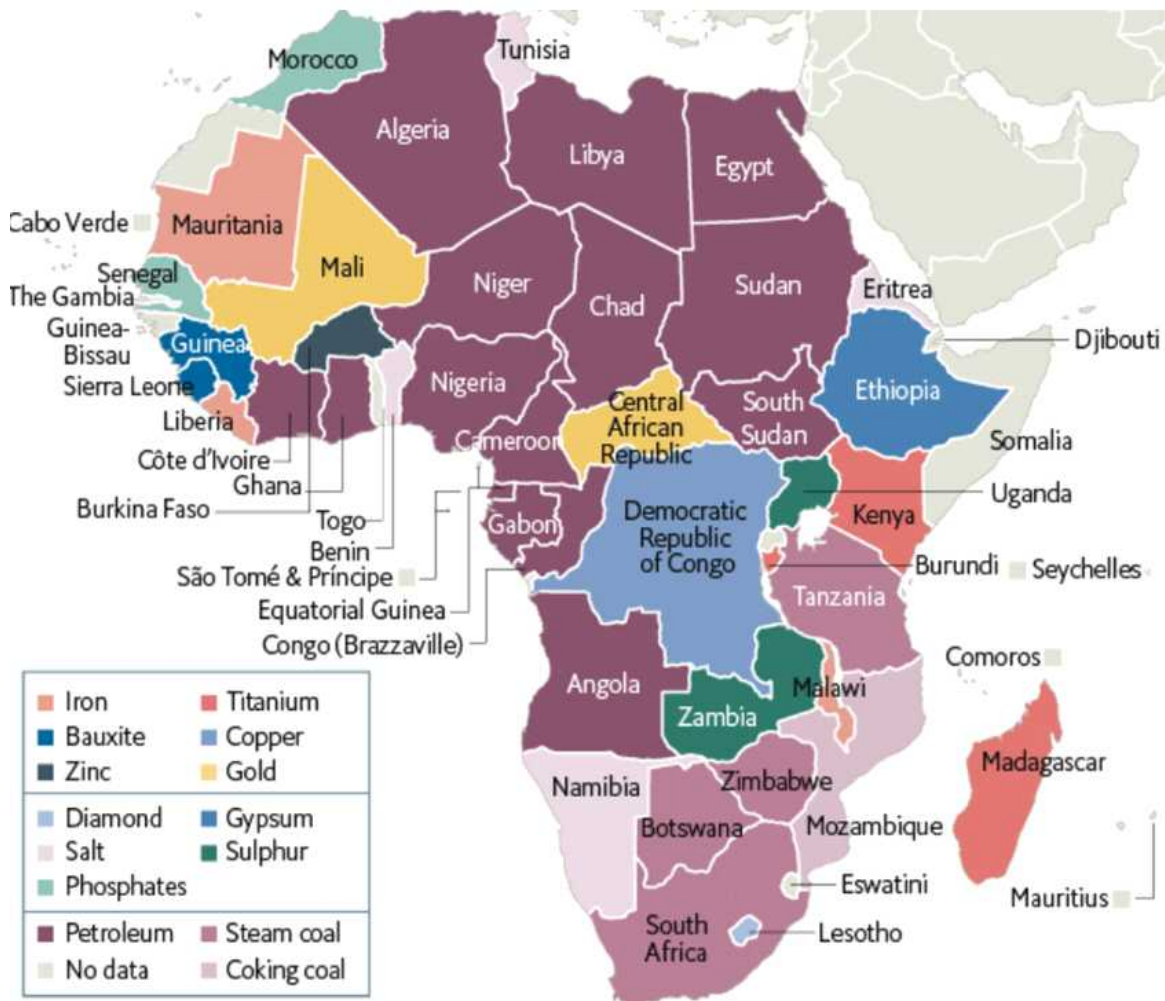 Morocco
Tunisia
Algeria
Libya
Egypt
Cabo Verde
Mauritania
Mali
Niger
Chad
Sudan
Eritrea
Senegal
The Gambia
Guinea-
Bissau
Guinea
Djibouti
Sierra Leone
Nigeria
Ethiopia
Liberia
Central
African
Republic
South
Sudan
Cameroon
Somalia
Côte d'Ivoire
Ghana
Uganda
Burkina Faso
Togo
Gabon
Democratic
Republic
of Congo
Kenya
Benin
Burundi
Seychelles
São Tomé & Príncipe
Tanzania
Equatorial Guinea
Congo (Brazzaville)
Comoros
Angola
Malawi
Zambia
Madagascar
Namibia
Zimbabwe
Botswana
Mozambique
Eswatini
Mauritius
South
Africa
Lesotho
Iron
Titanium
Bauxite
Copper
Zinc
Gold
Diamond
Gypsum
Salt
Sulphur
Phosphates
Petroleum
Steam coal
No data
Coking coal